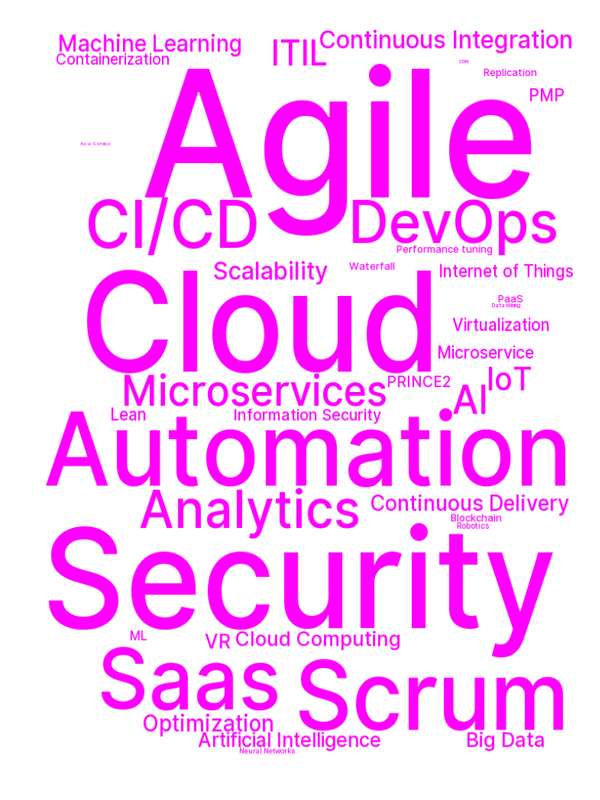 Machine Learning
ITIL
Continuous Integration
Containerization
Replication
PMP
Agile
CI/CD
DevOps
Performance tuning
Scalability
Waterfall
Internet of Things
Cloud
PaaS
Data Mining
Virtualization
Microservice
Microservices
PRINCE2
AI
IoT
Lean
Information Security
Automation
Analytics
Continuous Delivery
Blockchain
Robotics
Security
ML
VR
Cloud Computing
Saas
Scrum
Optimization
Artificial Intelligence
Big Data
Neural Networks